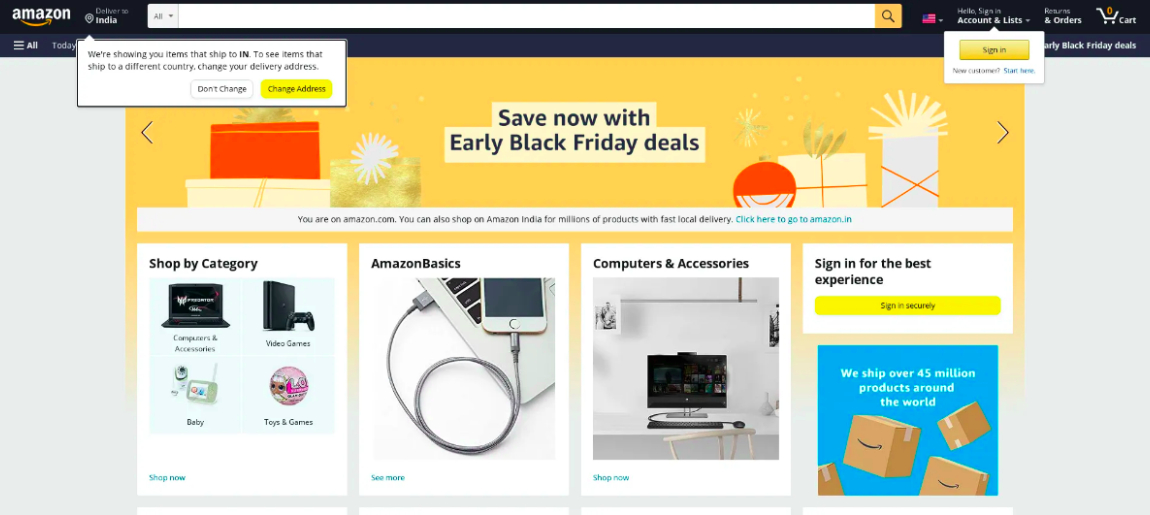 amazon
Deliver to
India
All
Hello, Sign in
Account & Lists
Returns
& Orders
0
Cart
All
Today
arly Black Friday deals
We're showing you items that ship to IN. To see items that
ship to a different country, change your delivery address.
Don't Change
Change Address
Sign in
New customer? Start here.
Save now with
Early Black Friday deals
You are on amazon.com. You can also shop on Amazon India for millions of products with fast local delivery. Click here to go to amazon.in
Shop by Category
PREDATOR
Computers &
Accessories
Video Games
Baby
Toys & Games
Shop now
AmazonBasics
See more
Computers & Accessories
Shop now
Sign in for the best
experience
Sign in securely
We ship over 45 million
products around
the world